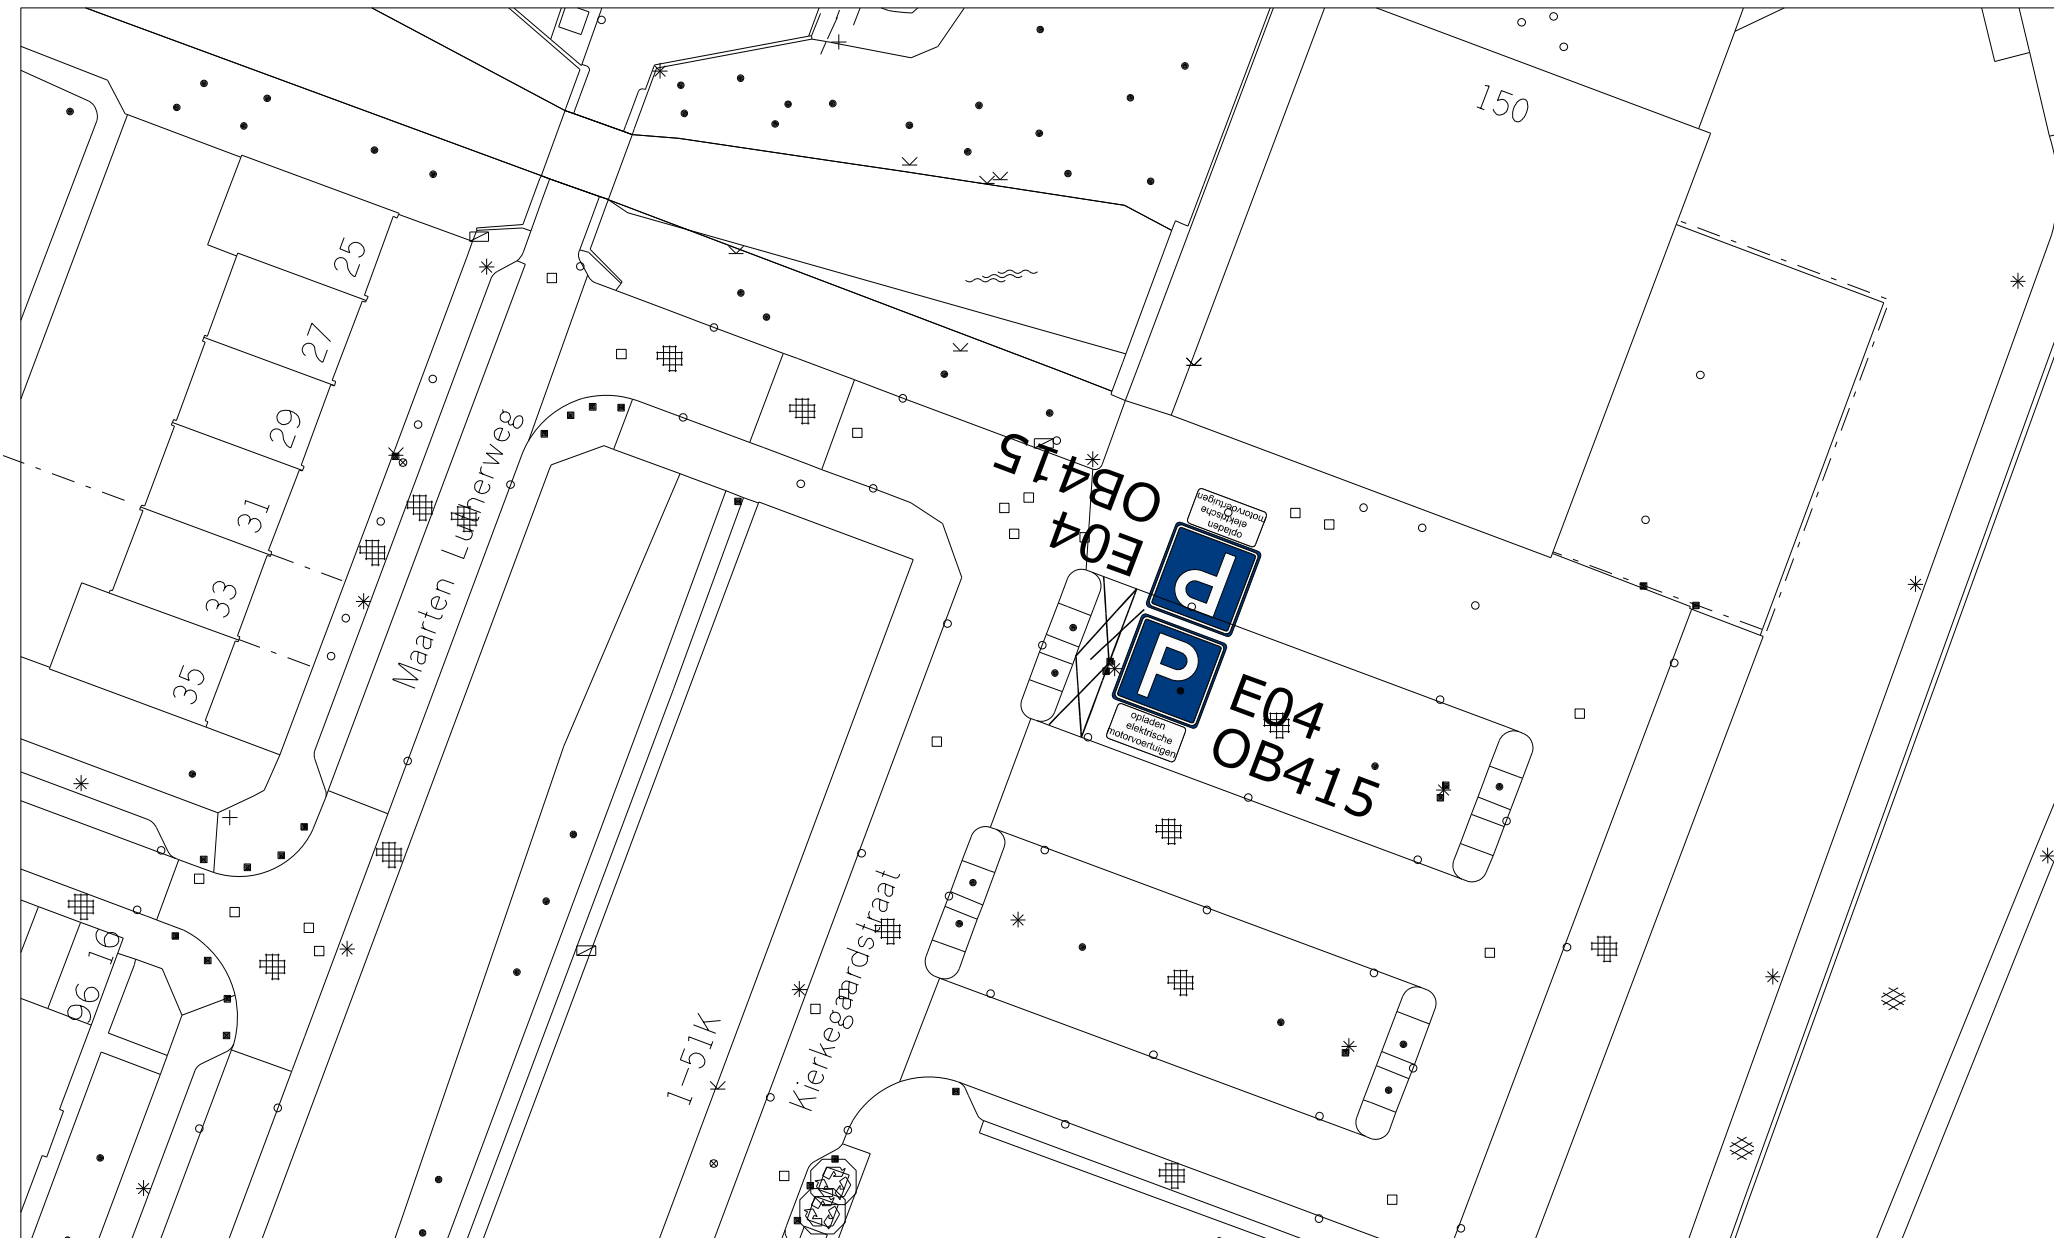 150
25
27
29
31
33
35
Maarten Lutherweg
OB415
E04
opladen
elektrische
motorvoertuigen
P
P
opladen
elektrische
motorvoertuigen
E04
OB415
16
96
1-51K
Kierkegaardstraat